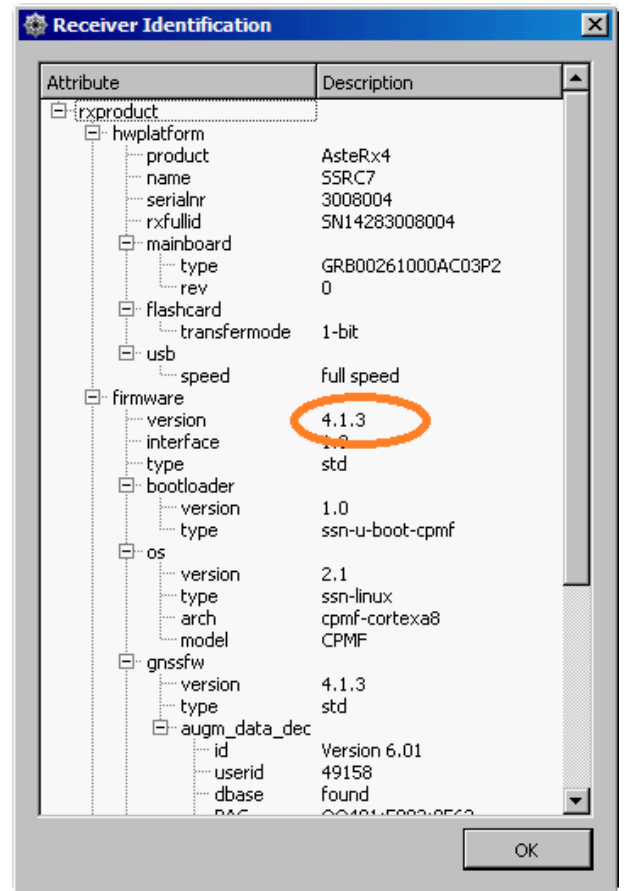 Receiver Identification
Attribute Description
rxproduct
hwplatform
product AsteRx4
name SSRC7
serialnr 3008004
rxfullid SN14283008004
mainboard
type GRB00261000AC03P2
rev 0
flashcard
transfermode 1-bit
usb
speed full speed
firmware
version 4.1.3
interface
type std
bootloader
version 1.0
type ssn-u-boot-cpmf
os
version 2.1
type ssn-linux
arch cpmf-cortexa8
model CPMF
gnssfw
version 4.1.3
type std
augm_data_dec
id Version 6.01
userid 49158
dbase found
OK